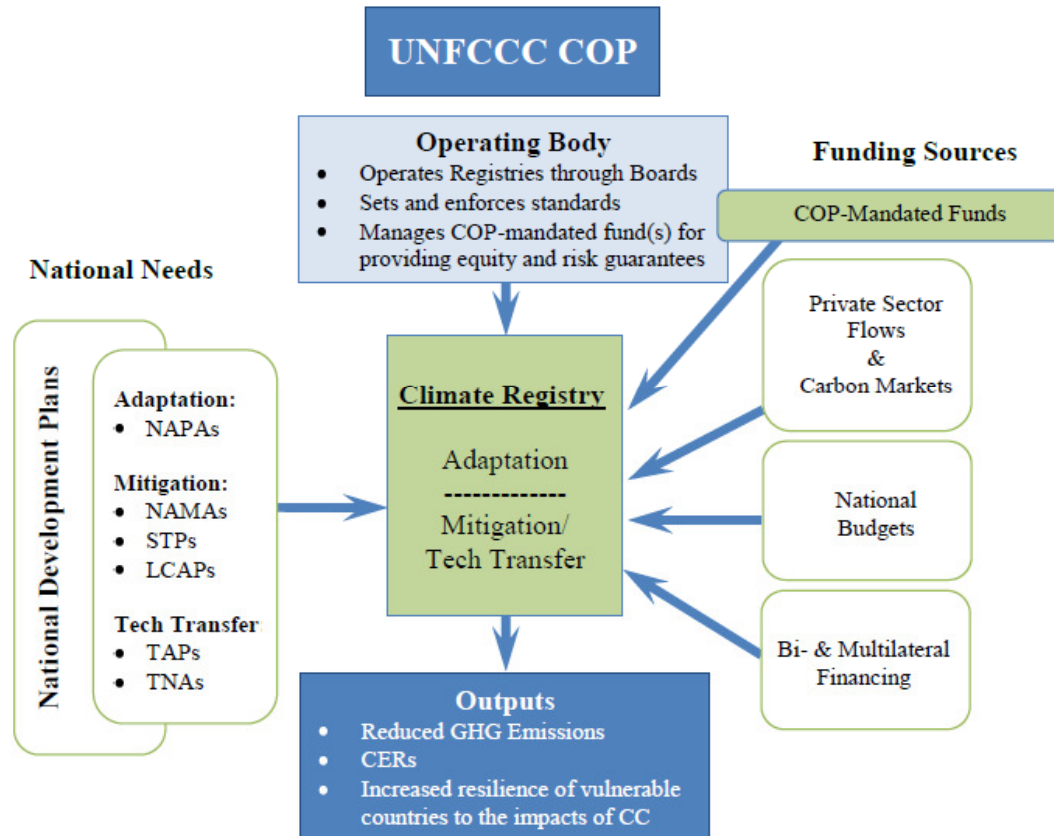 UNFCCC COP
Operating Body
• Operates Registries through Boards
• Sets and enforces standards
• Manages COP-mandated fund(s) for
providing equity and risk guarantees
Funding Sources
COP-Mandated Funds
Private Sector
Flows
&
Carbon Markets
National
Budgets
Bi- & Multilateral
Financing
National Needs
National Development Plans
Adaptation:
• NAPAs
Mitigation:
• NAMAs
• STPs
• LCAPs
Tech Transfer:
• TAPs
• TNAs
Climate Registry
Adaptation
-------------
Mitigation/
Tech Transfer
Outputs
• Reduced GHG Emissions
• CERs
• Increased resilience of vulnerable
countries to the impacts of CC